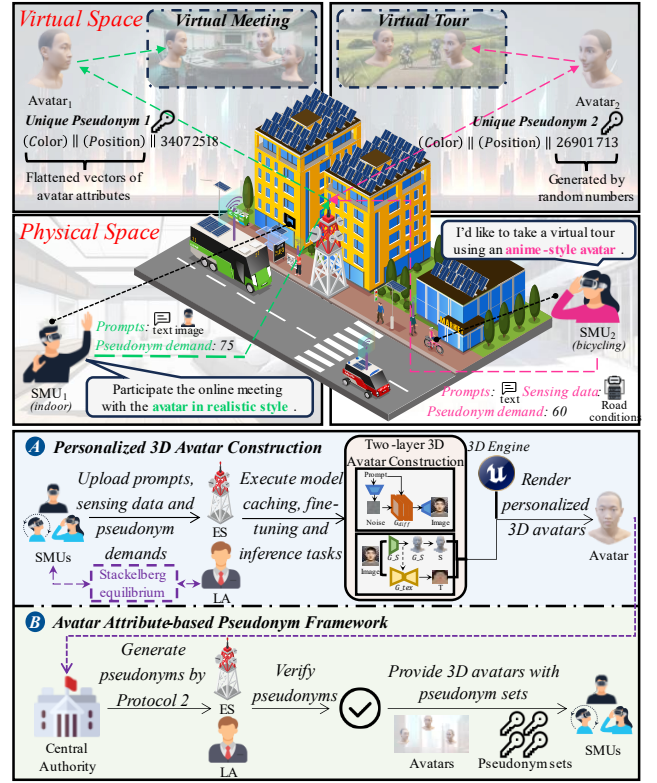 Virtual Space
Virtual Meeting
Virtual Tour
Avatar1
Avatar2
Unique Pseudonym 1
Unique Pseudonym 2
(Color) || (Position) || 34072518
(Color) || (Position) || 26901713
Flattened vectors of
avatar attributes
Generated by
random numbers
Physical Space
I'd like to take a virtual tour
using an anime-style avatar.
Prompts:
text image
Pseudonym demand: 75
SMU1
(indoor)
Participate the online meeting
with the avatar in realistic style.
SMU2
(bicycling)
Prompts:
text
Sensing data:
Road
conditions
Pseudonym demand: 60
A Personalized 3D Avatar Construction
Upload prompts,
sensing data and
pseudonym
demands
SMUs
Stackelberg
equilibrium
ES
LA
Execute model
caching, fine-
tuning and
inference tasks
Two-layer 3D
Avatar Construction
Prompt
Noise
G_diff
Image
Image
G_S
G_S
S
G_tex
T
3D Engine
Render
personalized
3D avatars
Avatar
B Avatar Attribute-based Pseudonym Framework
Central
Authority
Generate
pseudonyms by
Protocol 2
ES
LA
Verify
pseudonyms
Provide 3D avatars with
pseudonym sets
Avatars
Pseudonym sets
SMUs